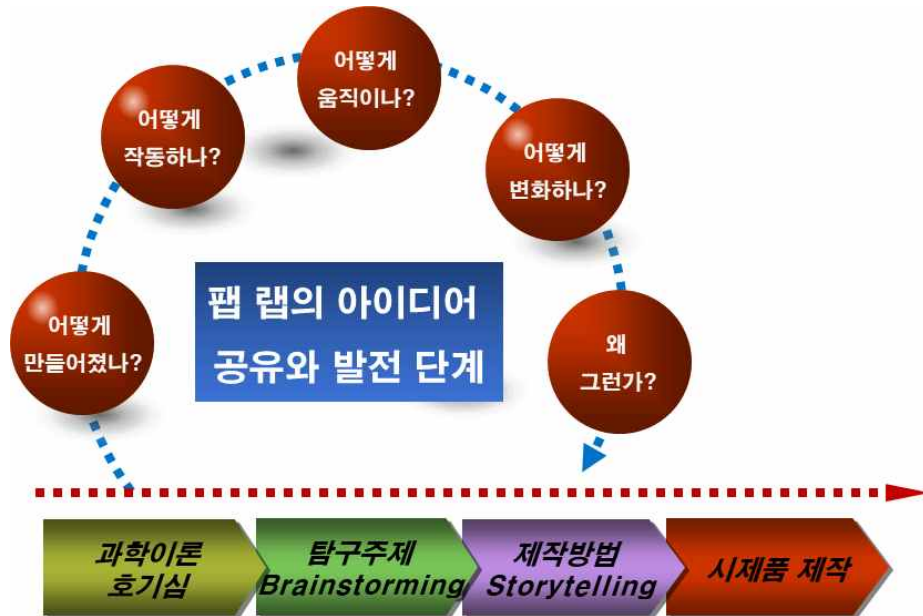 어떻게
움직이나?
어떻게
작동하나?
어떻게
변화하나?
어떻게
만들어졌나?
팹 랩의 아이디어
공유와 발전 단계
왜
그런가?
과학이론
호기심
탐구주제
Brainstorming
제작방법
Storytelling
시제품 제작